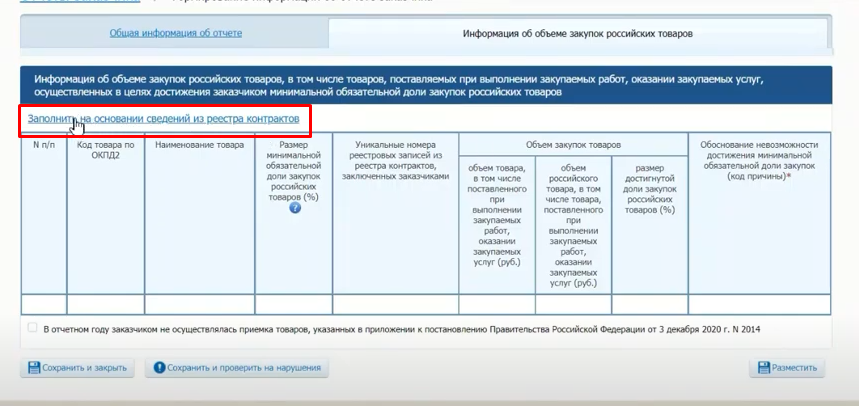 Общая информация об отчете
Информация об объеме закупок российских товаров
Информация об объеме закупок российских товаров, в том числе товаров, поставляемых при выполнении закупаемых работ, оказании закупаемых услуг,
осуществленных в целях достижения заказчиком минимальной обязательной доли закупок российских товаров
Заполнить на основании сведений из реестра контрактов
N п/п
Код товара по
ОКПД2
Наименование товара
Размер
минимальной
обязательной
доли закупок
российских
товаров (%)
?
Уникальные номера
реестровых записей из
реестра контрактов,
заключенных заказчиками
Объем закупок товаров
объем товара,
в том числе
поставленного
при
выполнении
закупаемых
работ,
оказании
закупаемых
услуг (руб.)
объем
российского
товара, в том
числе товара,
поставленного
при
выполнении
закупаемых
работ,
оказании
закупаемых
услуг (руб.)
размер
достигнутой
доли закупок
российских
товаров (%)
Обоснование невозможности
достижения минимальной
обязательной доли закупок
(код причины)*
В отчетном году заказчиком не осуществлялась приемка товаров, указанных в приложении к постановлению Правительства Российской Федерации от 3 декабря 2020 г. N 2014
Сохранить и закрыть
Сохранить и проверить на нарушения
Разместить